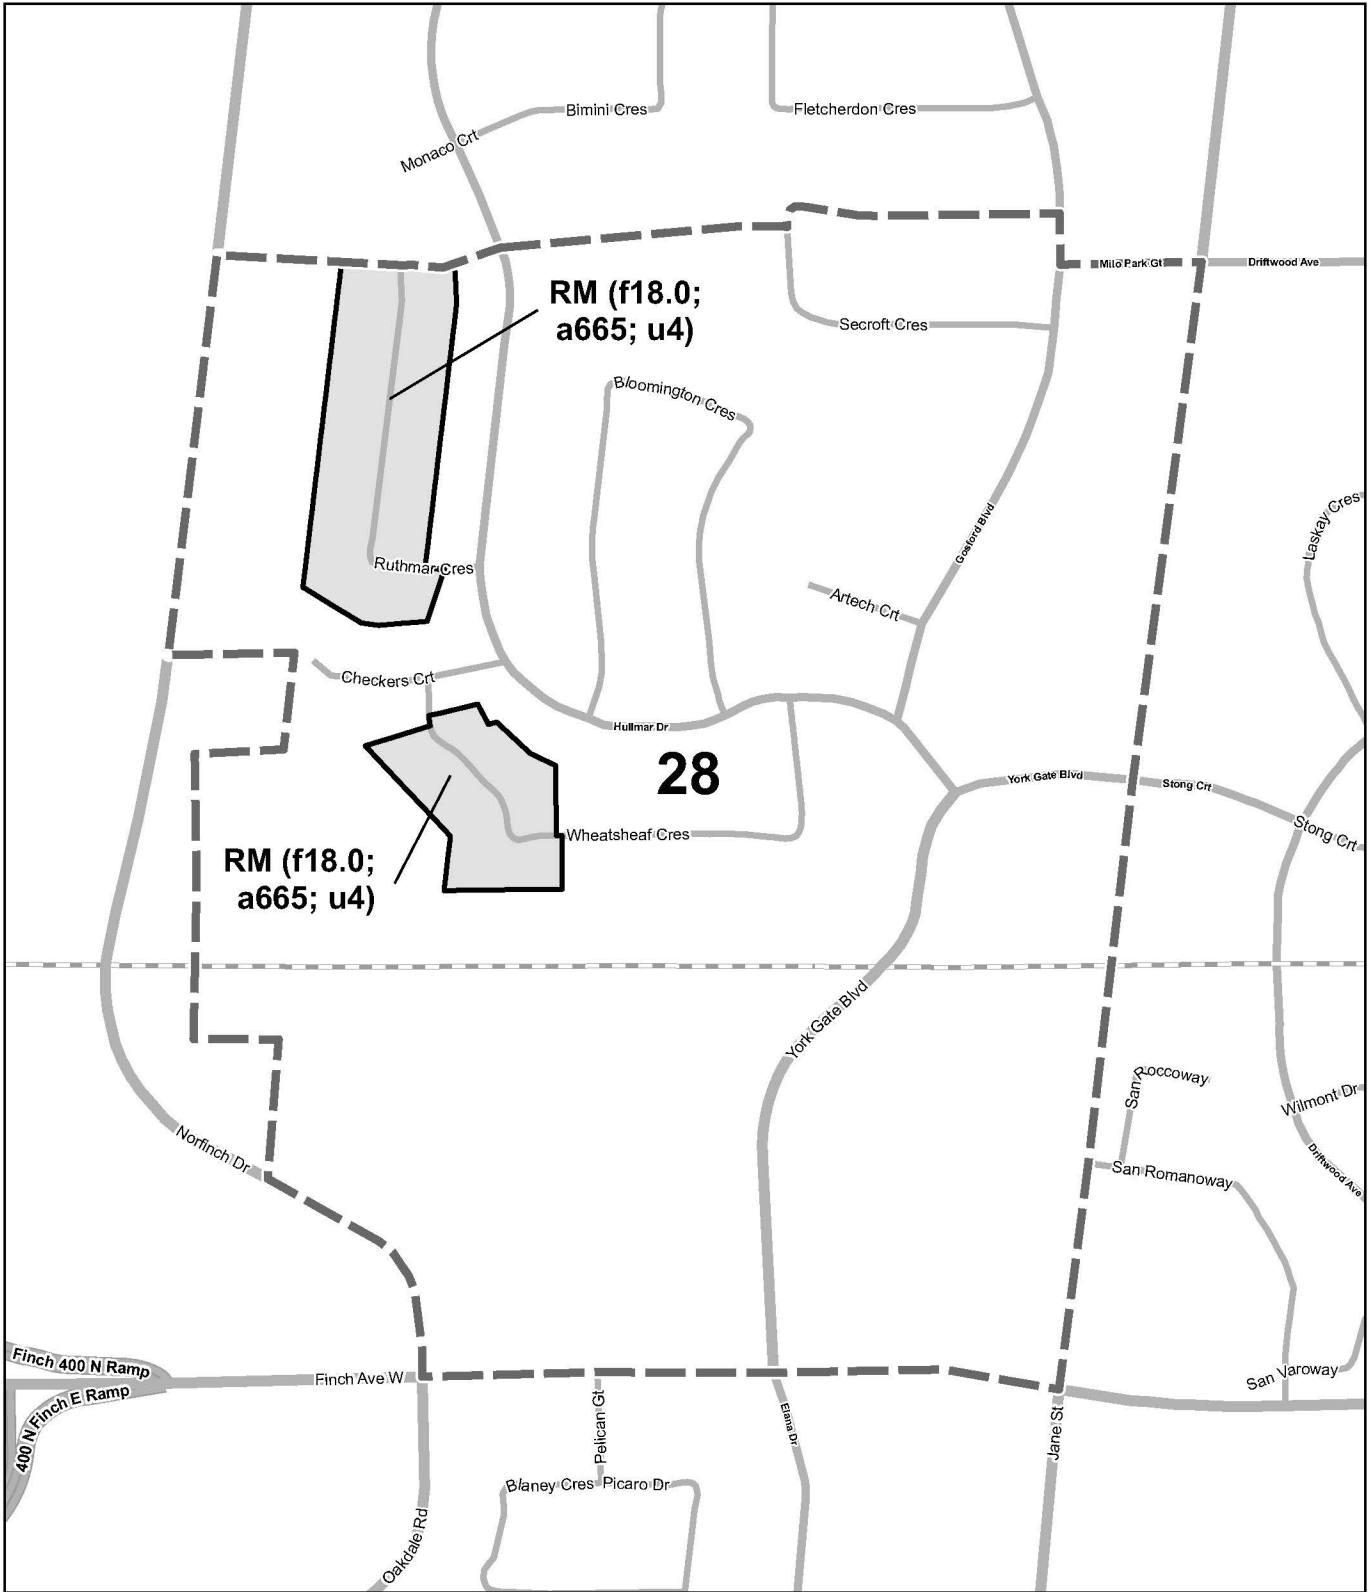 Bimini Cres
Fletcherdon Cres
Monaco Crt
Milo Park Gt
Driftwood Ave
RM (f18.0;
a665; u4)
Secroft Cres
Bloomington Cres
Laskay Cres
Gosford Blvd
Ruthmar Cres
Artech Crt
Checkers Crt
Hullmar Dr
28
York Gate Blvd
Stong Crt
Stong Crt
Wheatsheaf Cres
RM (f18.0;
a665; u4)
York Gate Blvd
San Roccoway
Wilmont Dr
Norfinch Dr
San Romanoway
Driftwood Ave
Finch 400 N Ramp
Finch Ave W
San Varoway
400 N Finch E Ramp
Pelican Gt
Elana Dr
Jane St
Blaney Cres
Picaro Dr
Oakdale Rd